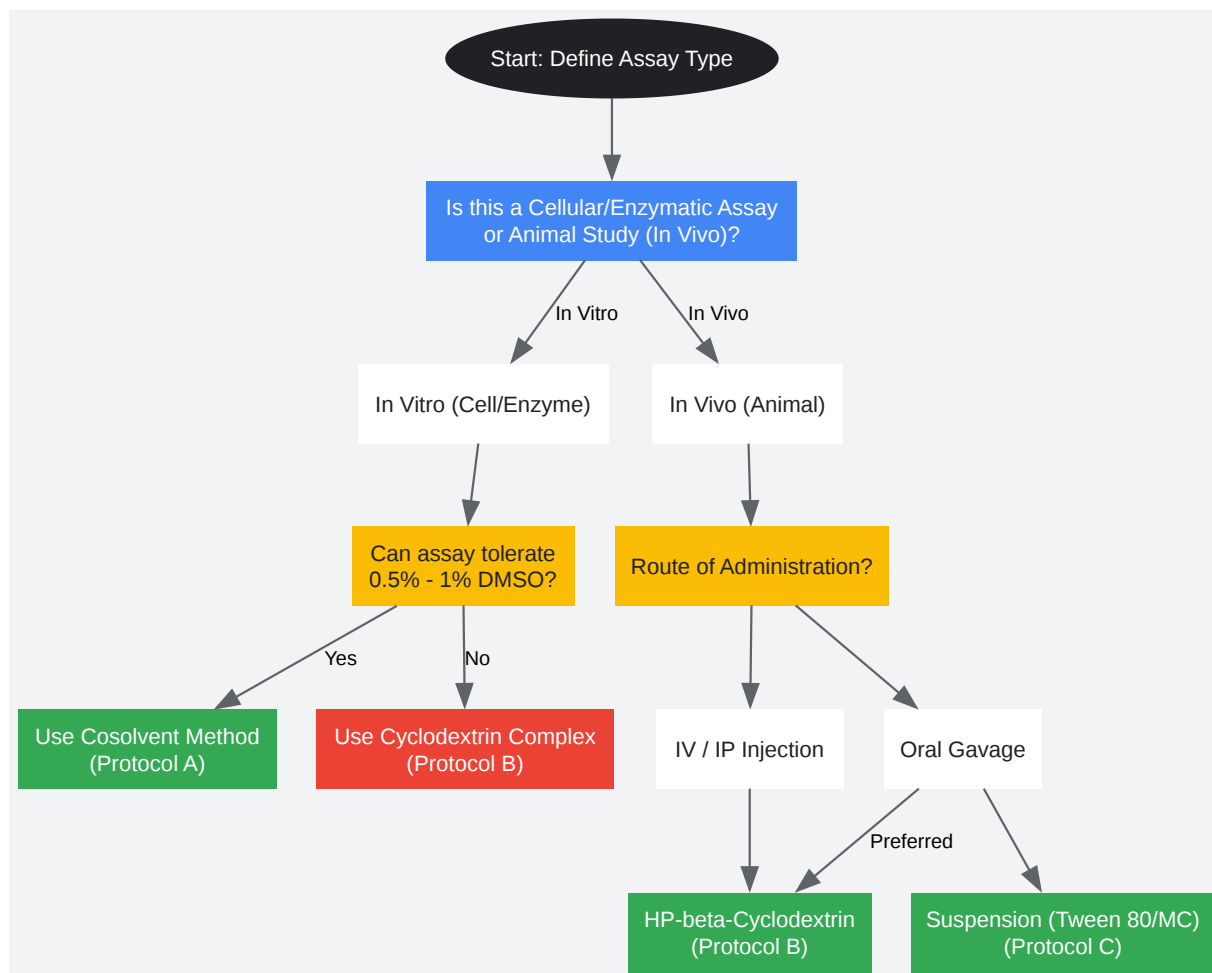 Start: Define Assay Type
Is this a Cellular/Enzymatic Assay
or Animal Study (In Vivo)?
In Vitro
In Vivo
In Vitro (Cell/Enzyme)
In Vivo (Animal)
Can assay tolerate
0.5% - 1% DMSO?
Route of Administration?
Yes
No
Use Cosolvent Method
(Protocol A)
Use Cyclodextrin Complex
(Protocol B)
IV / IP Injection
Oral Gavage
Preferred
HP-beta-Cyclodextrin
(Protocol B)
Suspension (Tween 80/MC)
(Protocol C)